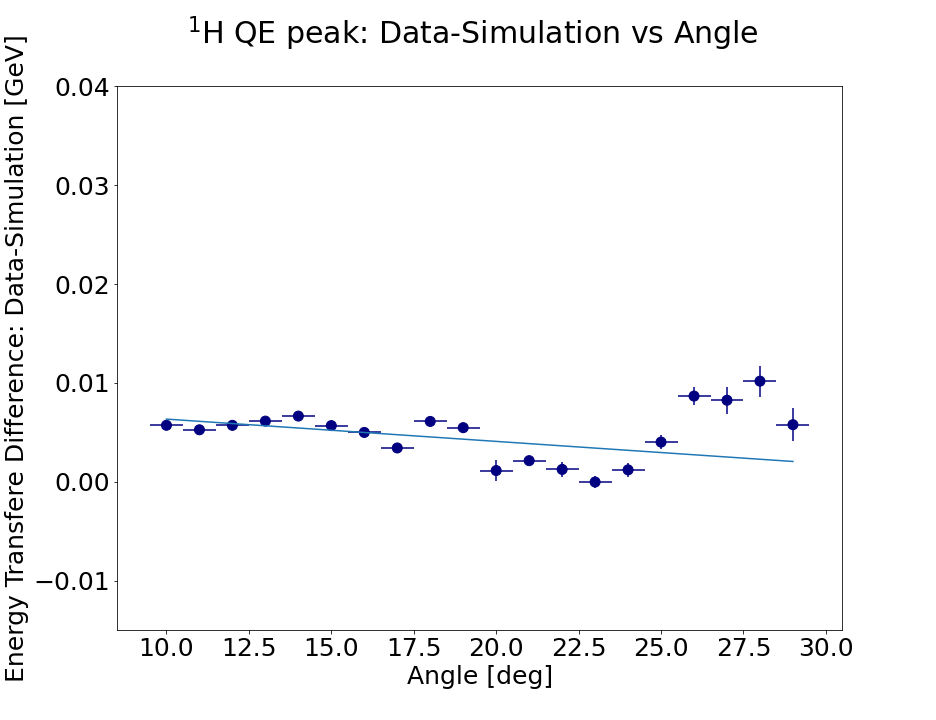 ¹H QE peak: Data-Simulation vs Angle
Energy Transfere Difference: Data-Simulation [GeV]
0.04
0.03
0.02
0.01
0.00
−0.01
10.0 12.5 15.0 17.5 20.0 22.5 25.0 27.5 30.0
Angle [deg]